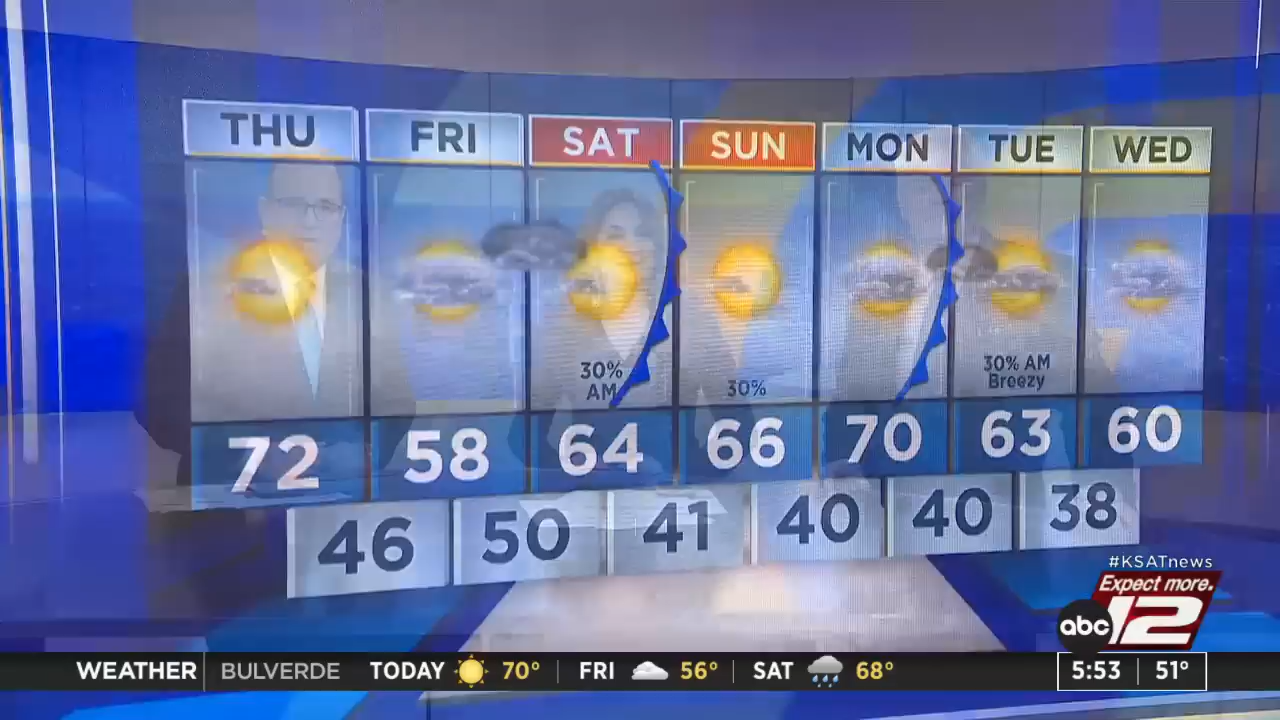 THU FRI SAT SUN MON TUE WED
30% AM
30%
30% AM
Breezy
72 58 64 66 70 63 60
46 50 41 40 40 38
#KSATnews
Expect more.
abc 12
WEATHER BULVERDE TODAY 70° FRI 56° SAT 68° 5:53 51°